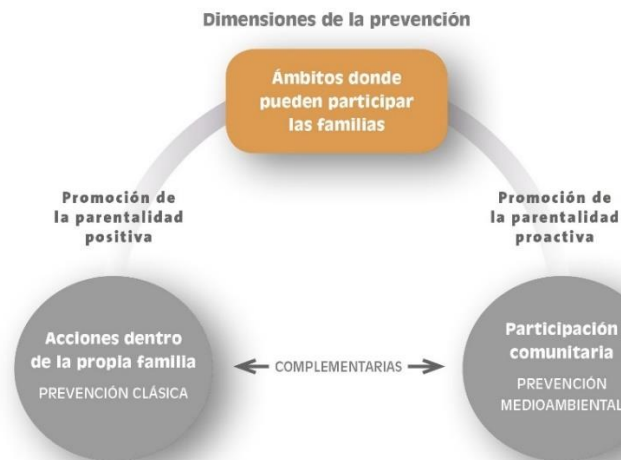 Dimensiones de la prevención
Ámbitos donde
pueden participar
las familias
Promoción de
la parentalidad
positiva
Promoción de
la parentalidad
proactiva
Acciones dentro
de la propia familia
PREVENCIÓN CLÁSICA
COMPLEMENTARIAS
Participación
comunitaria
PREVENCIÓN
MEDIOAMBIENTAL